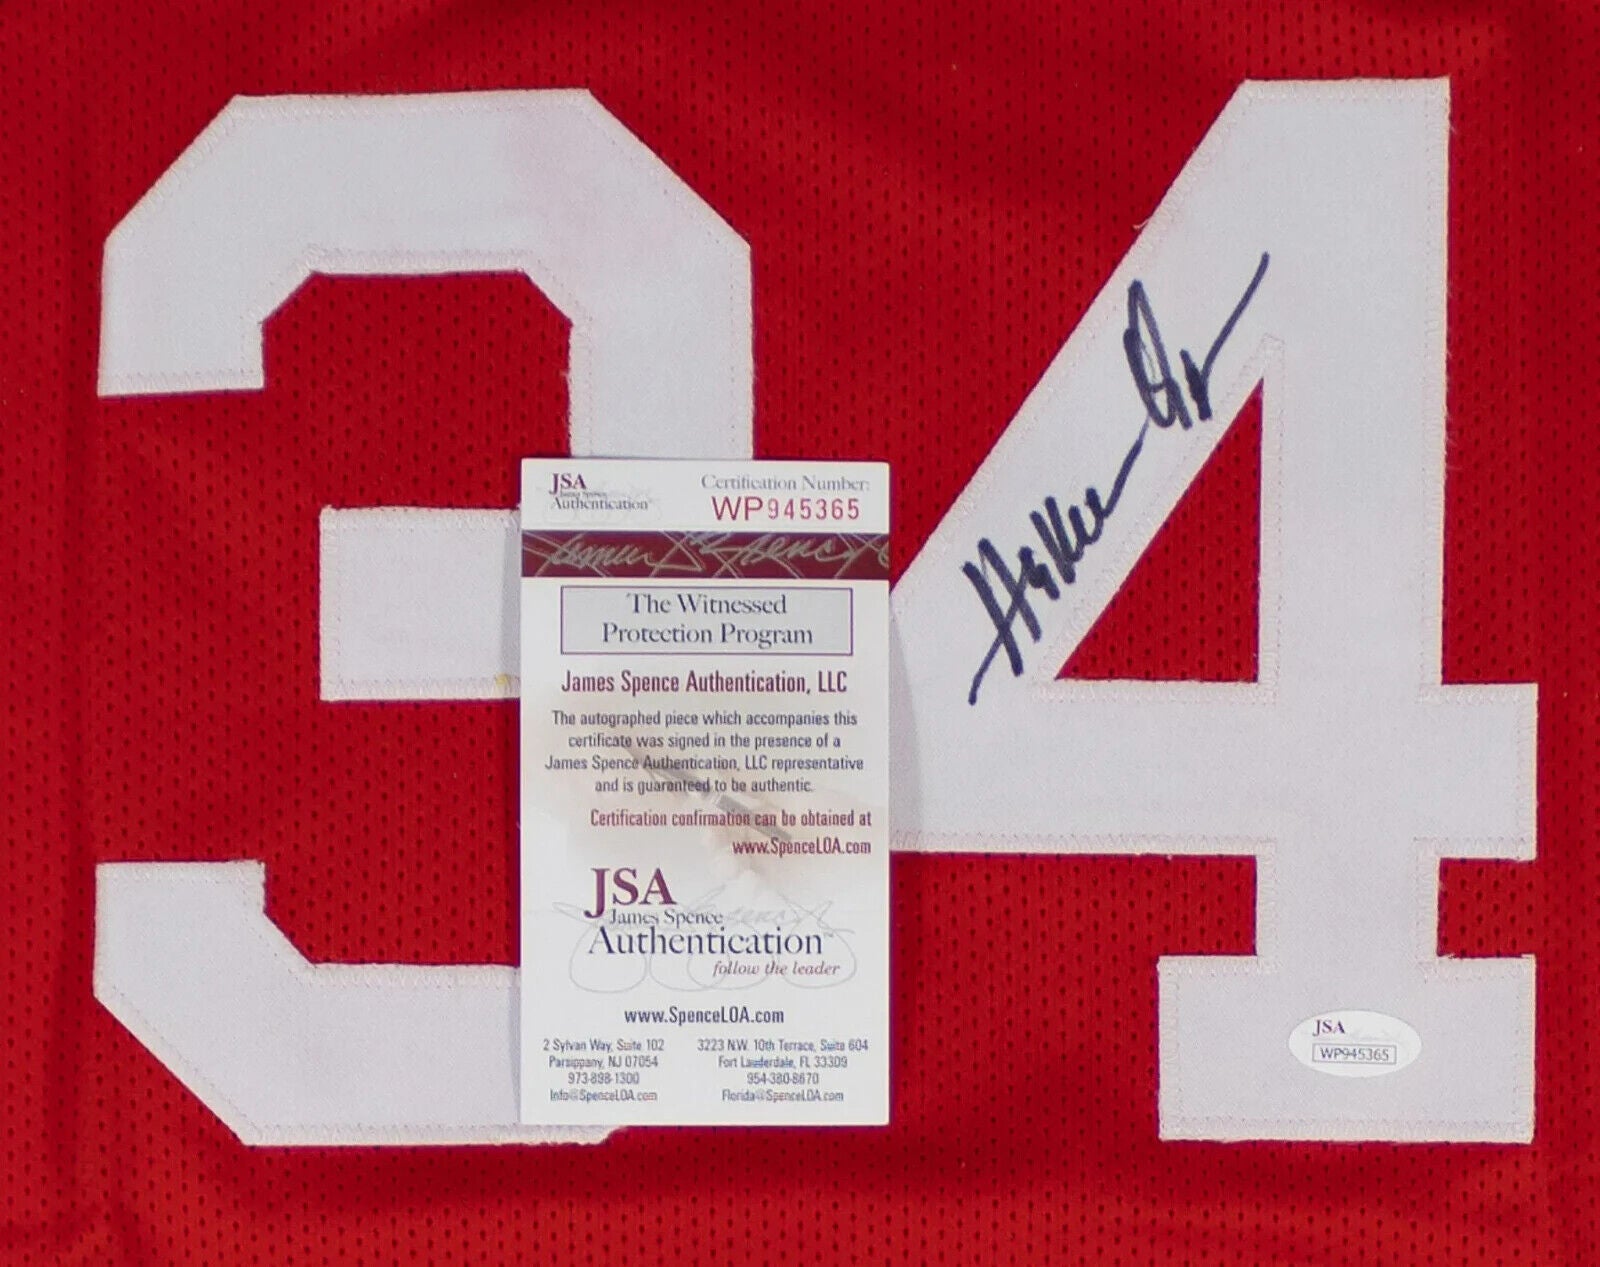 34
JSA
James Spence
Authentication
Certification Number:
WP945365
The Witnessed
Protection Program
James Spence Authentication, LLC
The autographed piece which accompanies this
certificate was signed in the presence of a
James Spence Authentication, LLC representative
and is guaranteed to be authentic.
Certification confirmation can be obtained at
www.SpenceLOA.com
JSA
James Spence
Authentication™
follow the leader
www.SpenceLOA.com
2 Sylvan Way, Suite 102
Parsippany, NJ 07054
973-898-1300
Info@SpenceLOA.com
3223 N.W. 10th Terrace, Suite 604
Fort Lauderdale, FL 33309
954-380-8670
Florida@SpenceLOA.com
JSA
WP945365